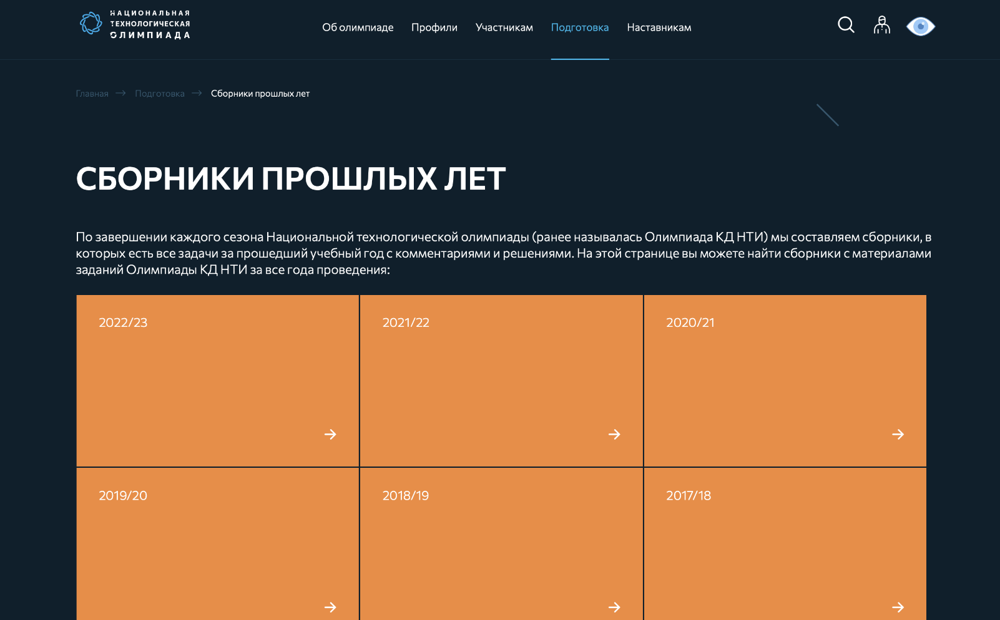 НАЦИОНАЛЬНАЯ
ТЕХНОЛОГИЧЕСКАЯ
ОЛИМПИАДА
Об олимпиаде Профили Участникам Подготовка Наставникам
Главная → Подготовка → Сборники прошлых лет
СБОРНИКИ ПРОШЛЫХ ЛЕТ
По завершении каждого сезона Национальной технологической олимпиады (ранее называлась Олимпиада КД НТИ) мы составляем сборники, в
которых есть все задачи за прошедший учебный год с комментариями и решениями. На этой странице вы можете найти сборники с материалами
заданий Олимпиады КД НТИ за все года проведения:
2022/23 2021/22 2020/21
2019/20 2018/19 2017/18